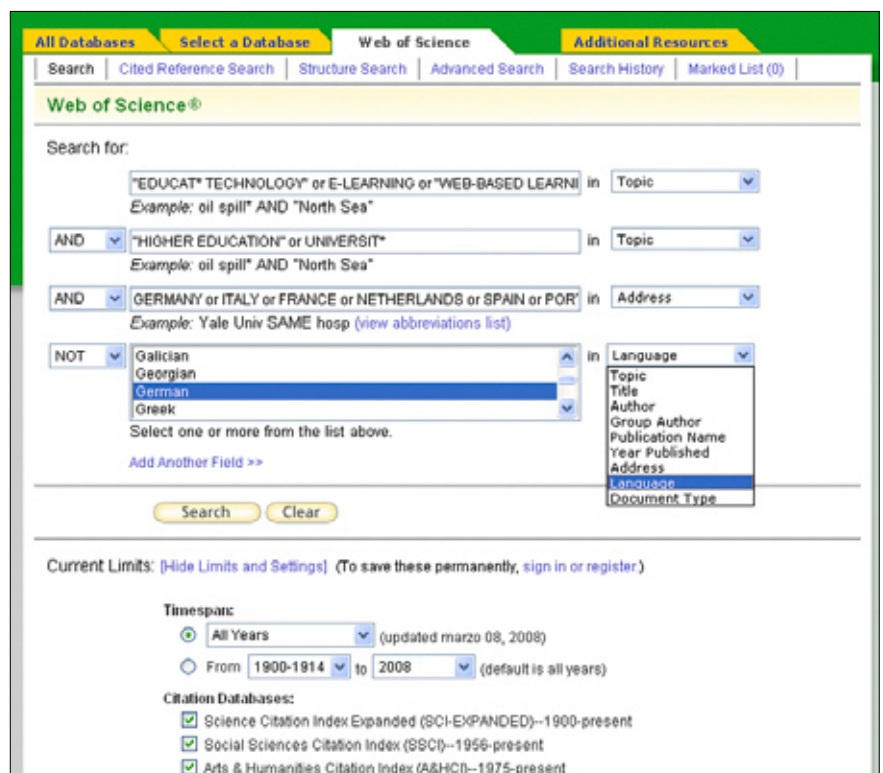 All Databases Select a Database Web of Science Additional Resources
Search Cited Reference Search Structure Search Advanced Search Search History Marked List (0)
Web of Science®
Search for:
"EDUCAT* TECHNOLOGY" or E-LEARNING or "WEB-BASED LEARNI in Topic
Example: oil spill* AND "North Sea"
AND "HIGHER EDUCATION" or UNIVERSIT* in Topic
Example: oil spill* AND "North Sea"
AND GERMANY or ITALY or FRANCE or NETHERLANDS or SPAIN or POR in Address
Example: Yale Univ SAME hosp (view abbreviations list)
NOT Galician in Language
Georgian
German
Greek
Topic
Title
Author
Group Author
Publication Name
Year Published
Address
Language
Document Type
Select one or more from the list above.
Add Another Field >>
Search Clear
Current Limits: [Hide Limits and Settings] (To save these permanently, sign in or register.)
Timespan:
All Years (updated marzo 08, 2008)
From 1900-1914 to 2008 (default is all years)
Citation Databases:
Science Citation Index Expanded (SCI-EXPANDED)--1900-present
Social Sciences Citation Index (SSCI)--1956-present
Arts & Humanities Citation Index (A&HCI)--1975-present